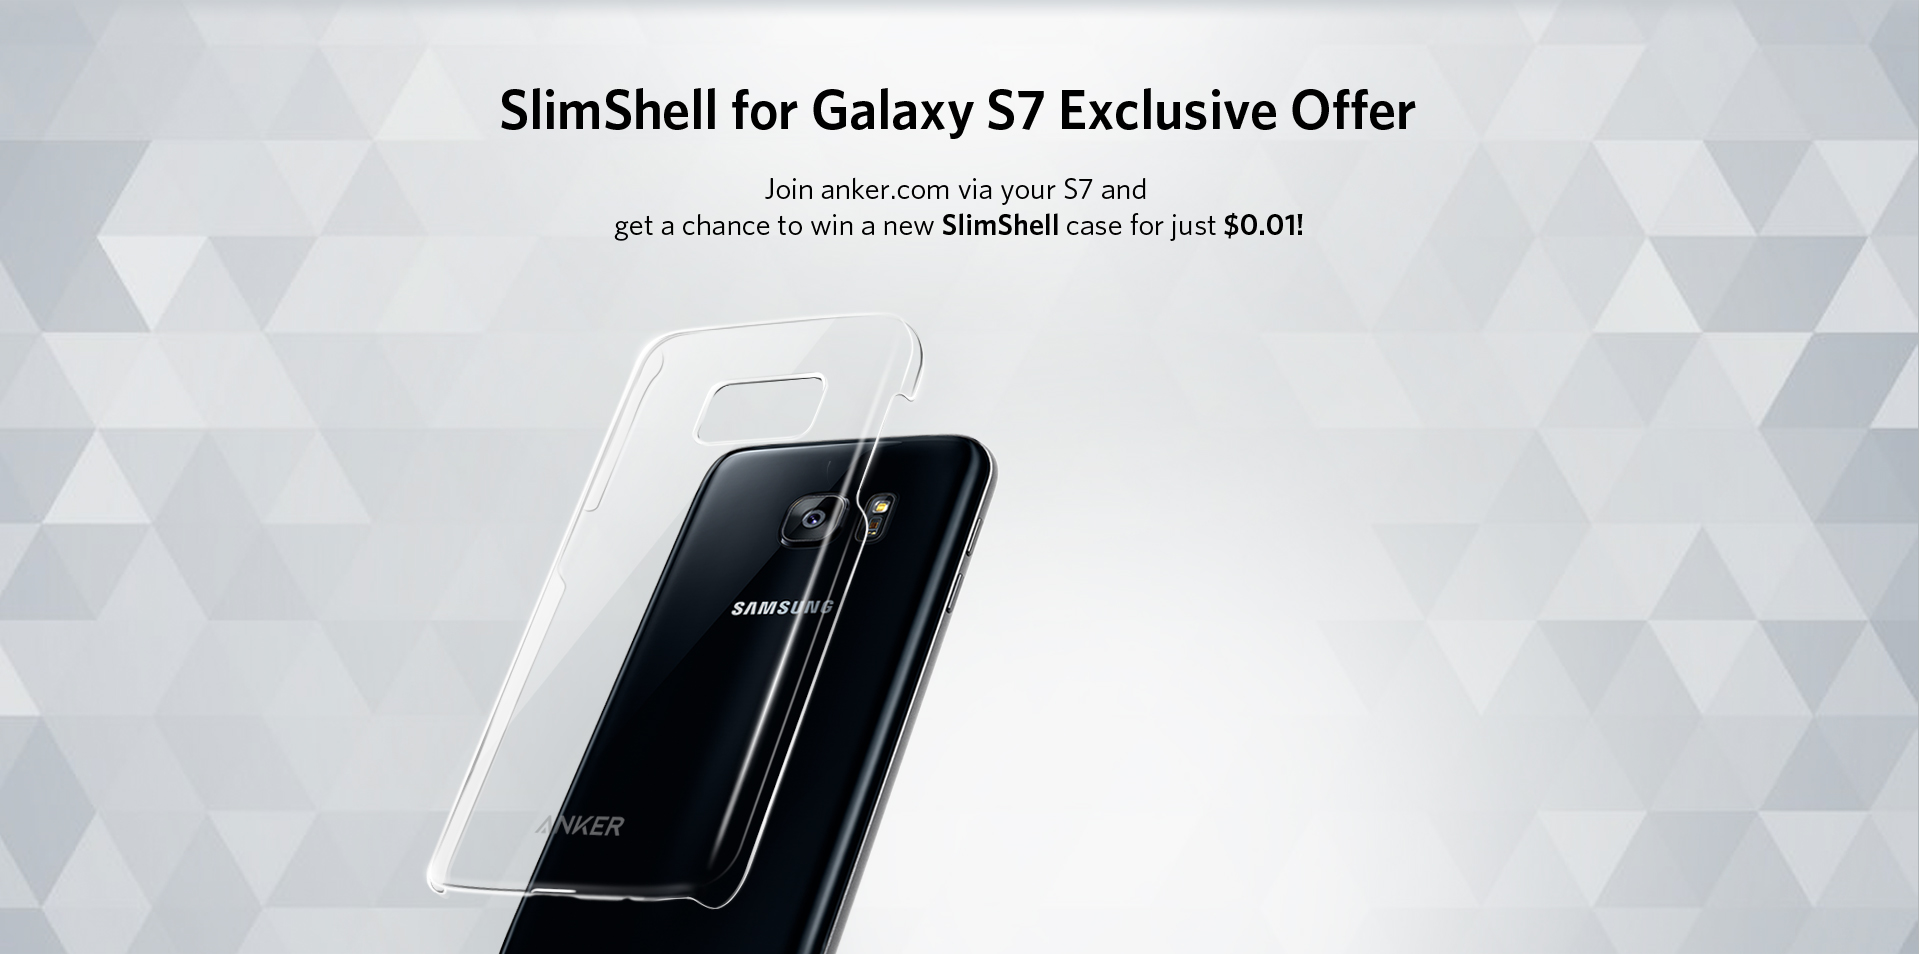 SlimShell for Galaxy S7 Exclusive Offer
Join anker.com via your S7 and
get a chance to win a new SlimShell case for just $0.01!
SAMSUNG
ANKER